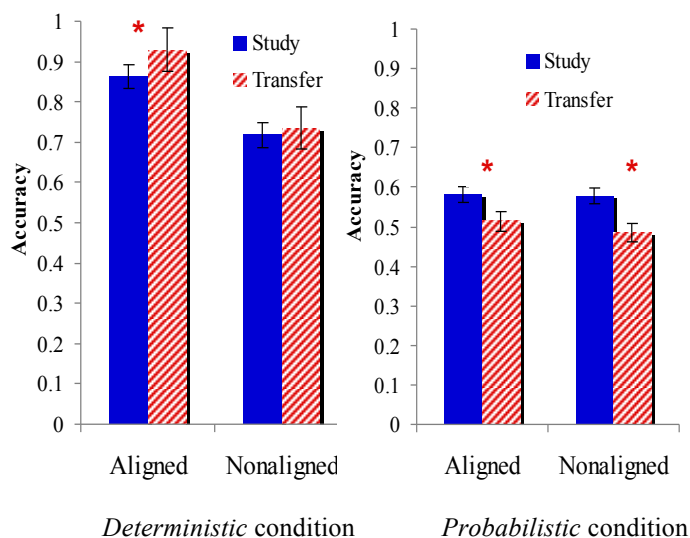 1
0.9
0.8
0.7
0.6
0.5
0.4
0.3
0.2
0.1
0
Accuracy
*
Study
Transfer
Aligned Nonaligned
Deterministic condition
1
0.9
0.8
0.7
0.6
0.5
0.4
0.3
0.2
0.1
0
Accuracy
Study
Transfer
* *
Aligned Nonaligned
Probabilistic condition